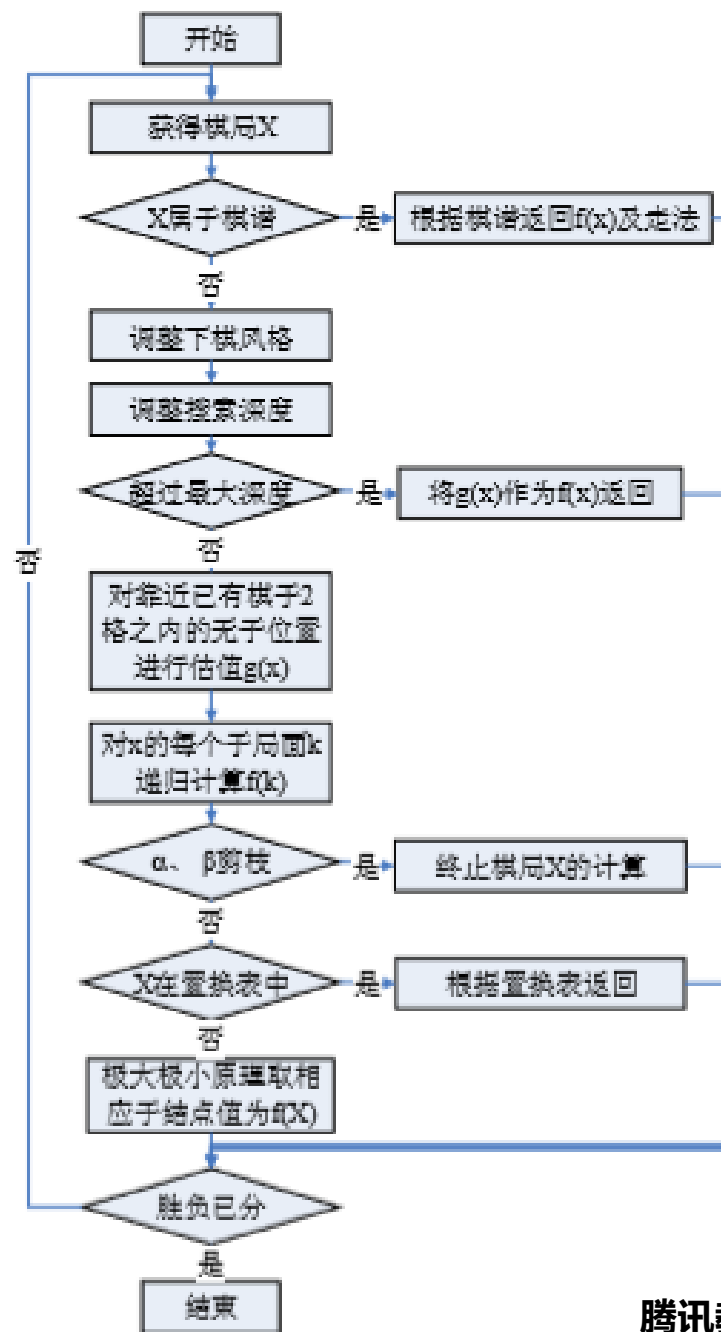 开始
获得棋局X
X属于棋谱
是
根据棋谱返回f(x)及走法
否
调整下棋风格
调整搜索深度
超过最大深度
是
将g(x)作为f(x)返回
否
否
对靠近已有棋子2
格之内的无子位置
进行估值g(x)
对x的每个子局面k
递归计算f(k)
α、β剪枝
是
终止棋局X的计算
否
X在置换表中
是
根据置换表返回
否
极大极小原理取相
应子结点值为f(X)
胜负已分
是
结束
腾讯